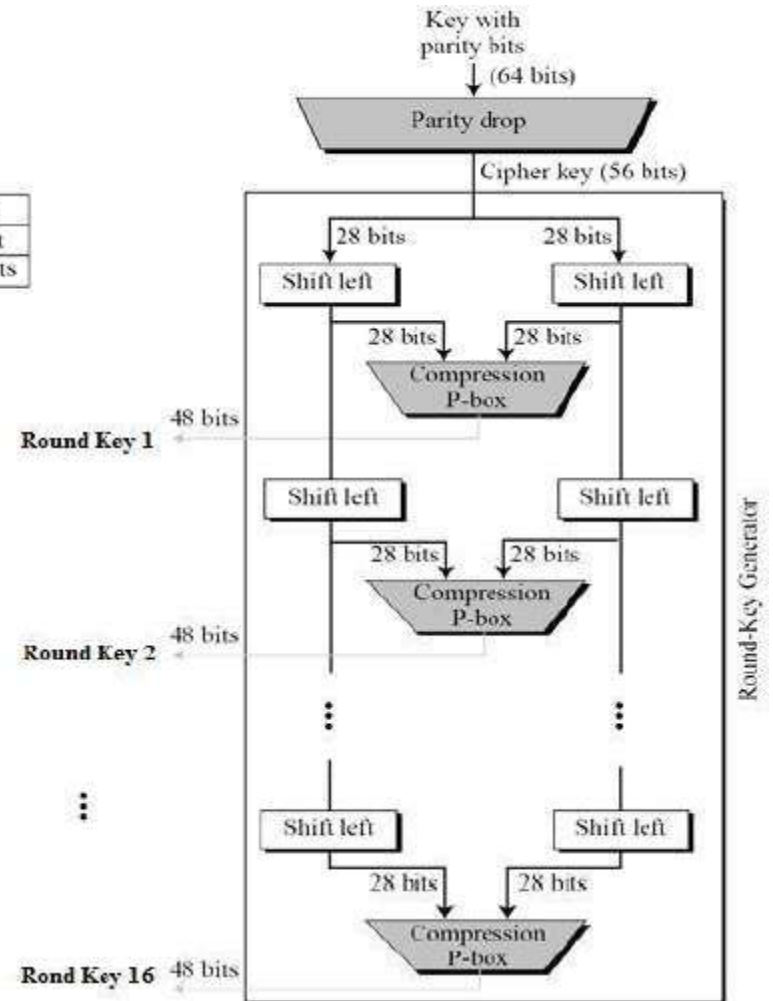 Key with
parity bits
(64 bits)
Parity drop
Cipher key (56 bits)
28 bits 28 bits
Shift left Shift left
28 bits 28 bits
Compression
P-box
48 bits
Round Key 1
Shift left Shift left
28 bits 28 bits
Compression
P-box
48 bits
Round Key 2
Shift left Shift left
28 bits 28 bits
Compression
P-box
48 bits
Rond Key 16
Round-Key Generator